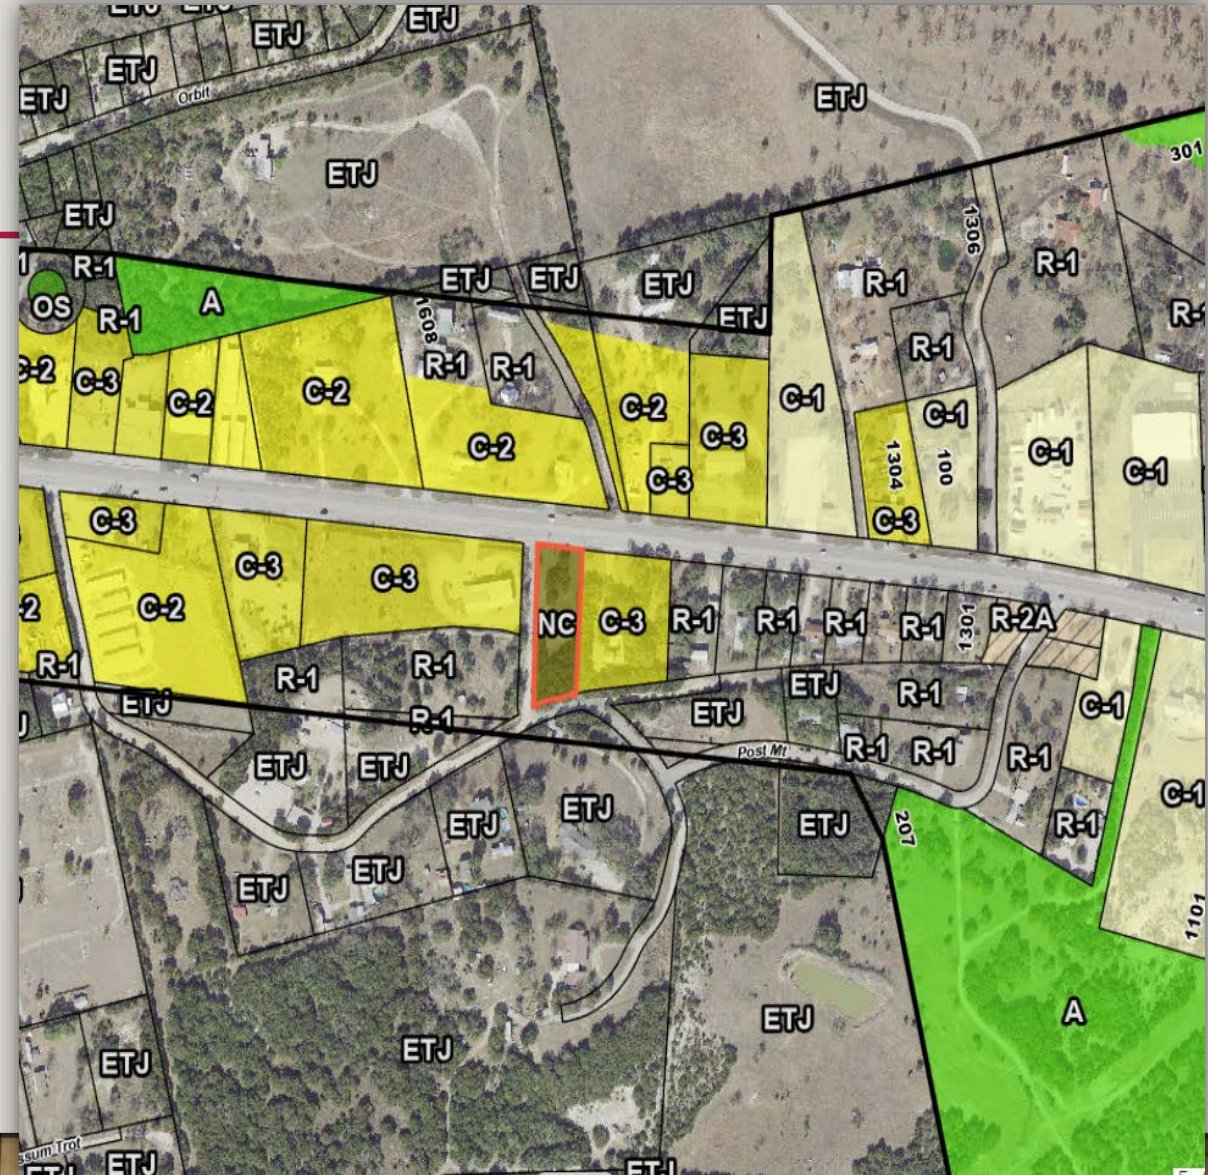 ETJ
ETJ
ETJ
ETJ
ETJ
Orbit
ETJ
ETJ
ETJ
301
ETJ
1306
R-1
R-1
ETJ
ETJ
ETJ
R-1
R-1
OS
A
R-1
ETJ
1608
R-1
R-1
R-1
C-3
C-2
C-2
C-2
C-3
C-2
C-3
C-1
C-1
C-1
C-1
1304
100
C-3
C-3
C-3
C-3
C-2
NC
C-3
R-1
R-1
R-1
R-1
1301
R-2A
R-1
R-1
R-1
ETJ
R-1
ETJ
ETJ
R-1
C-1
Post Mt
R-1
R-1
R-1
ETJ
ETJ
C-1
ETJ
ETJ
ETJ
207
R-1
ETJ
ETJ
1101
A
ETJ
ETJ
ETJ
ETJ
ETJ
ETJ